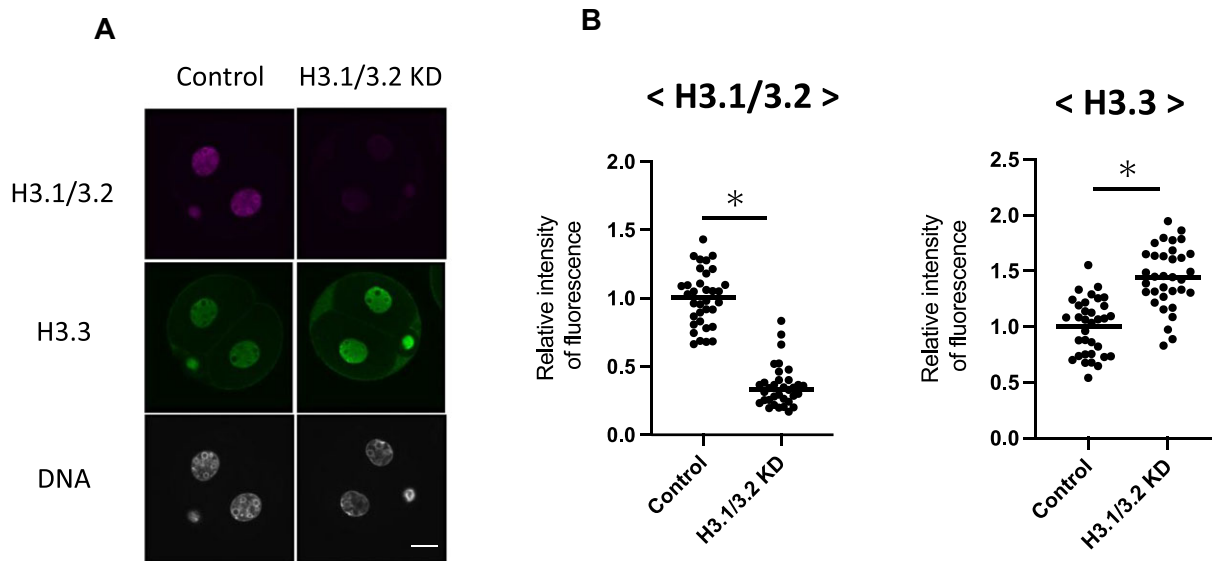 A
Control
H3.1/3.2 KD
H3.1/3.2
H3.3
DNA
B
< H3.1/3.2 >
Relative intensity
of fluorescence
2.0
1.5
1.0
0.5
0.0
*
Control
H3.1/3.2 KD
< H3.3 >
Relative intensity
of fluorescence
2.5
2.0
1.5
1.0
0.5
0.0
*
Control
H3.1/3.2 KD